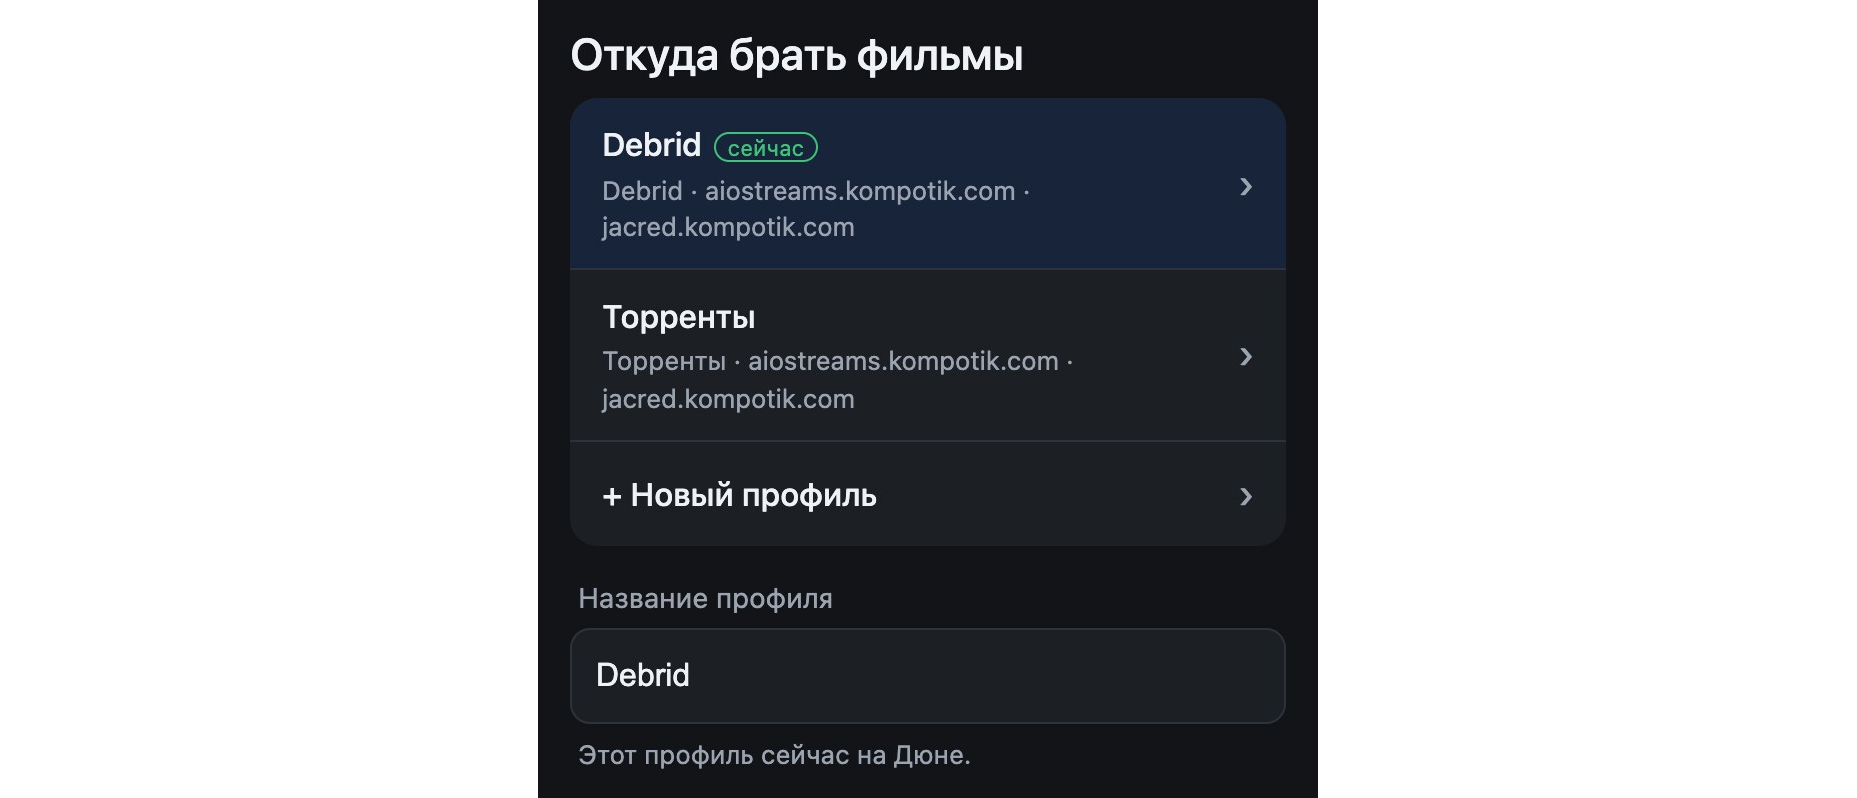 Откуда брать фильмы
Debrid сейчас
Debrid · aiostreams.kompotik.com ·
jacred.kompotik.com
Торренты
Торренты · aiostreams.kompotik.com ·
jacred.kompotik.com
+ Новый профиль
Название профиля
Debrid
Этот профиль сейчас на Дюне.